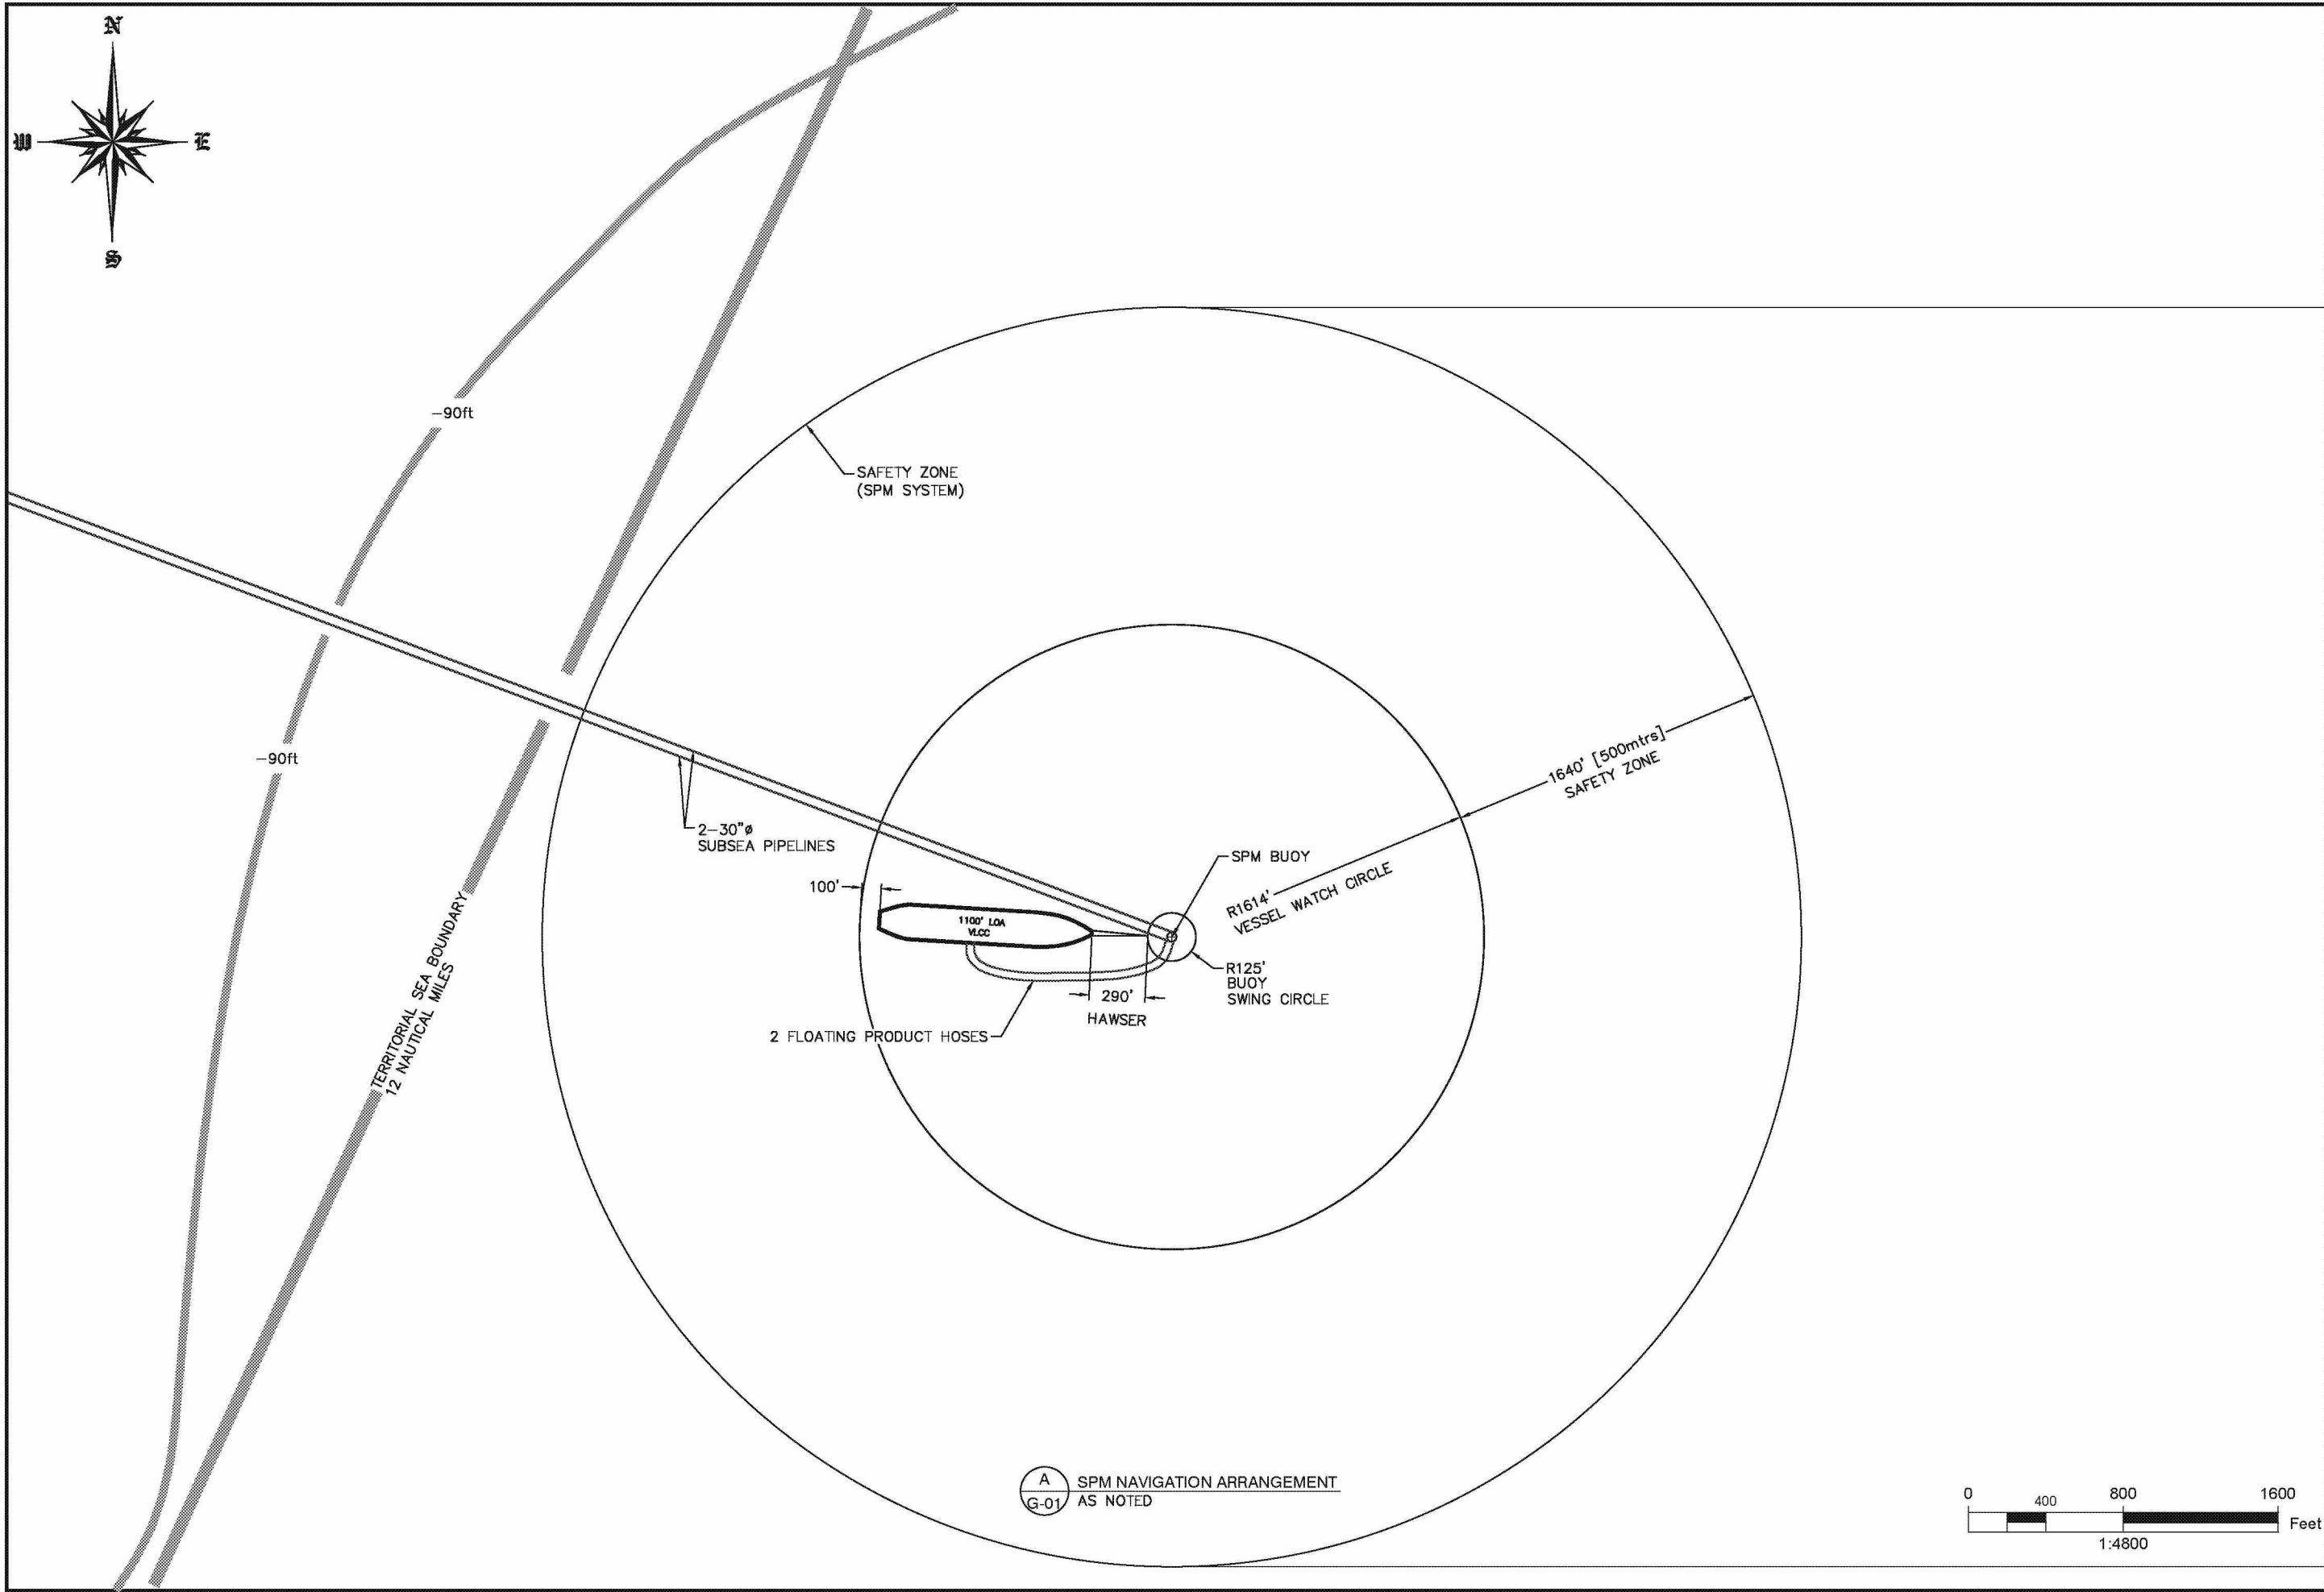 N
W
E
S
-90ft
SAFETY ZONE
(SPM SYSTEM)
-90ft
2-30"ø
SUBSEA PIPELINES
1640' [500mtrs]
SAFETY ZONE
SPM BUOY
R1614'
VESSEL WATCH CIRCLE
100'
1100' LOA
VLCC
R125'
BUOY
SWING CIRCLE
290'
HAWSER
2 FLOATING PRODUCT HOSES
TERRITORIAL SEA BOUNDARY
12 NAUTICAL MILES
A
G-01
SPM NAVIGATION ARRANGEMENT
AS NOTED
0 400 800 1600
Feet
1:4800